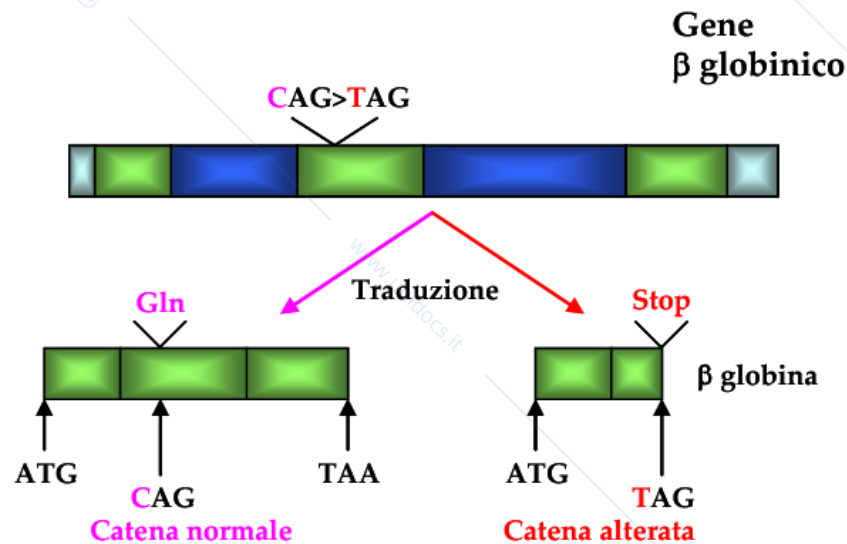 Gene
β globinico
CAG>TAG
Traduzione
Gln
Stop
β globina
ATG
TAA
ATG
CAG
TAG
Catena normale
Catena alterata